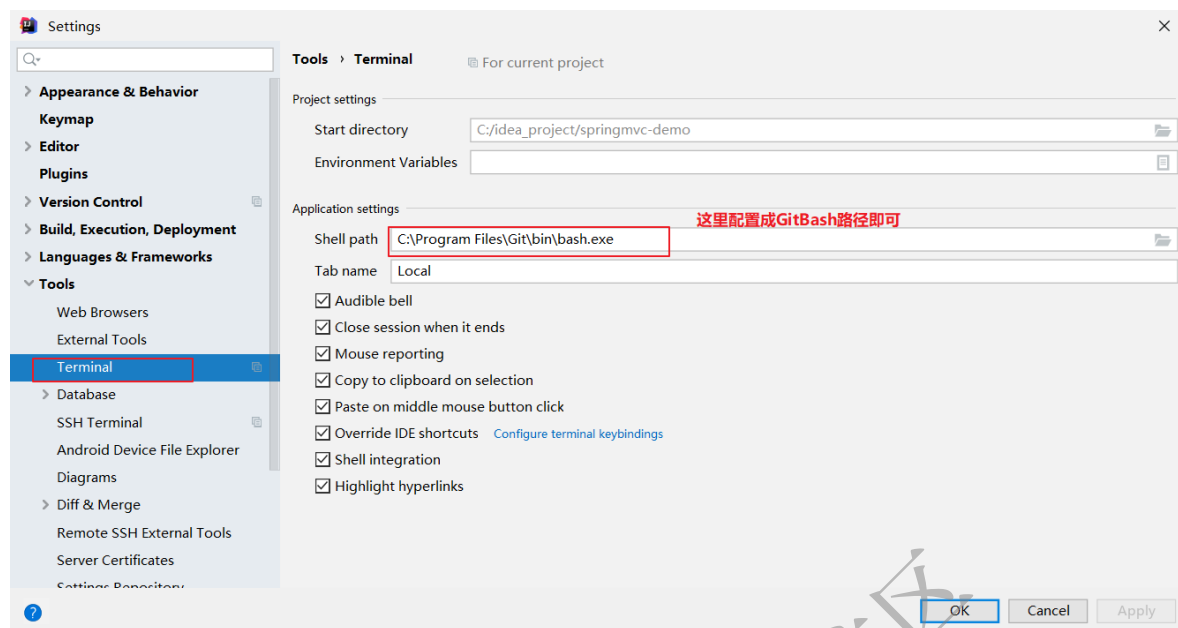 Settings
Tools › Terminal For current project
Appearance & Behavior
Keymap
Editor
Plugins
Version Control
Build, Execution, Deployment
Languages & Frameworks
Tools
Web Browsers
External Tools
Terminal
Database
SSH Terminal
Android Device File Explorer
Diagrams
Diff & Merge
Remote SSH External Tools
Server Certificates
Settings Repository
Project settings
Start directory C:/idea_project/springmvc-demo
Environment Variables
Application settings
这里配置成GitBash路径即可
Shell path C:\Program Files\Git\bin\bash.exe
Tab name Local
Audible bell
Close session when it ends
Mouse reporting
Copy to clipboard on selection
Paste on middle mouse button click
Override IDE shortcuts Configure terminal keybindings
Shell integration
Highlight hyperlinks
? OK Cancel Apply